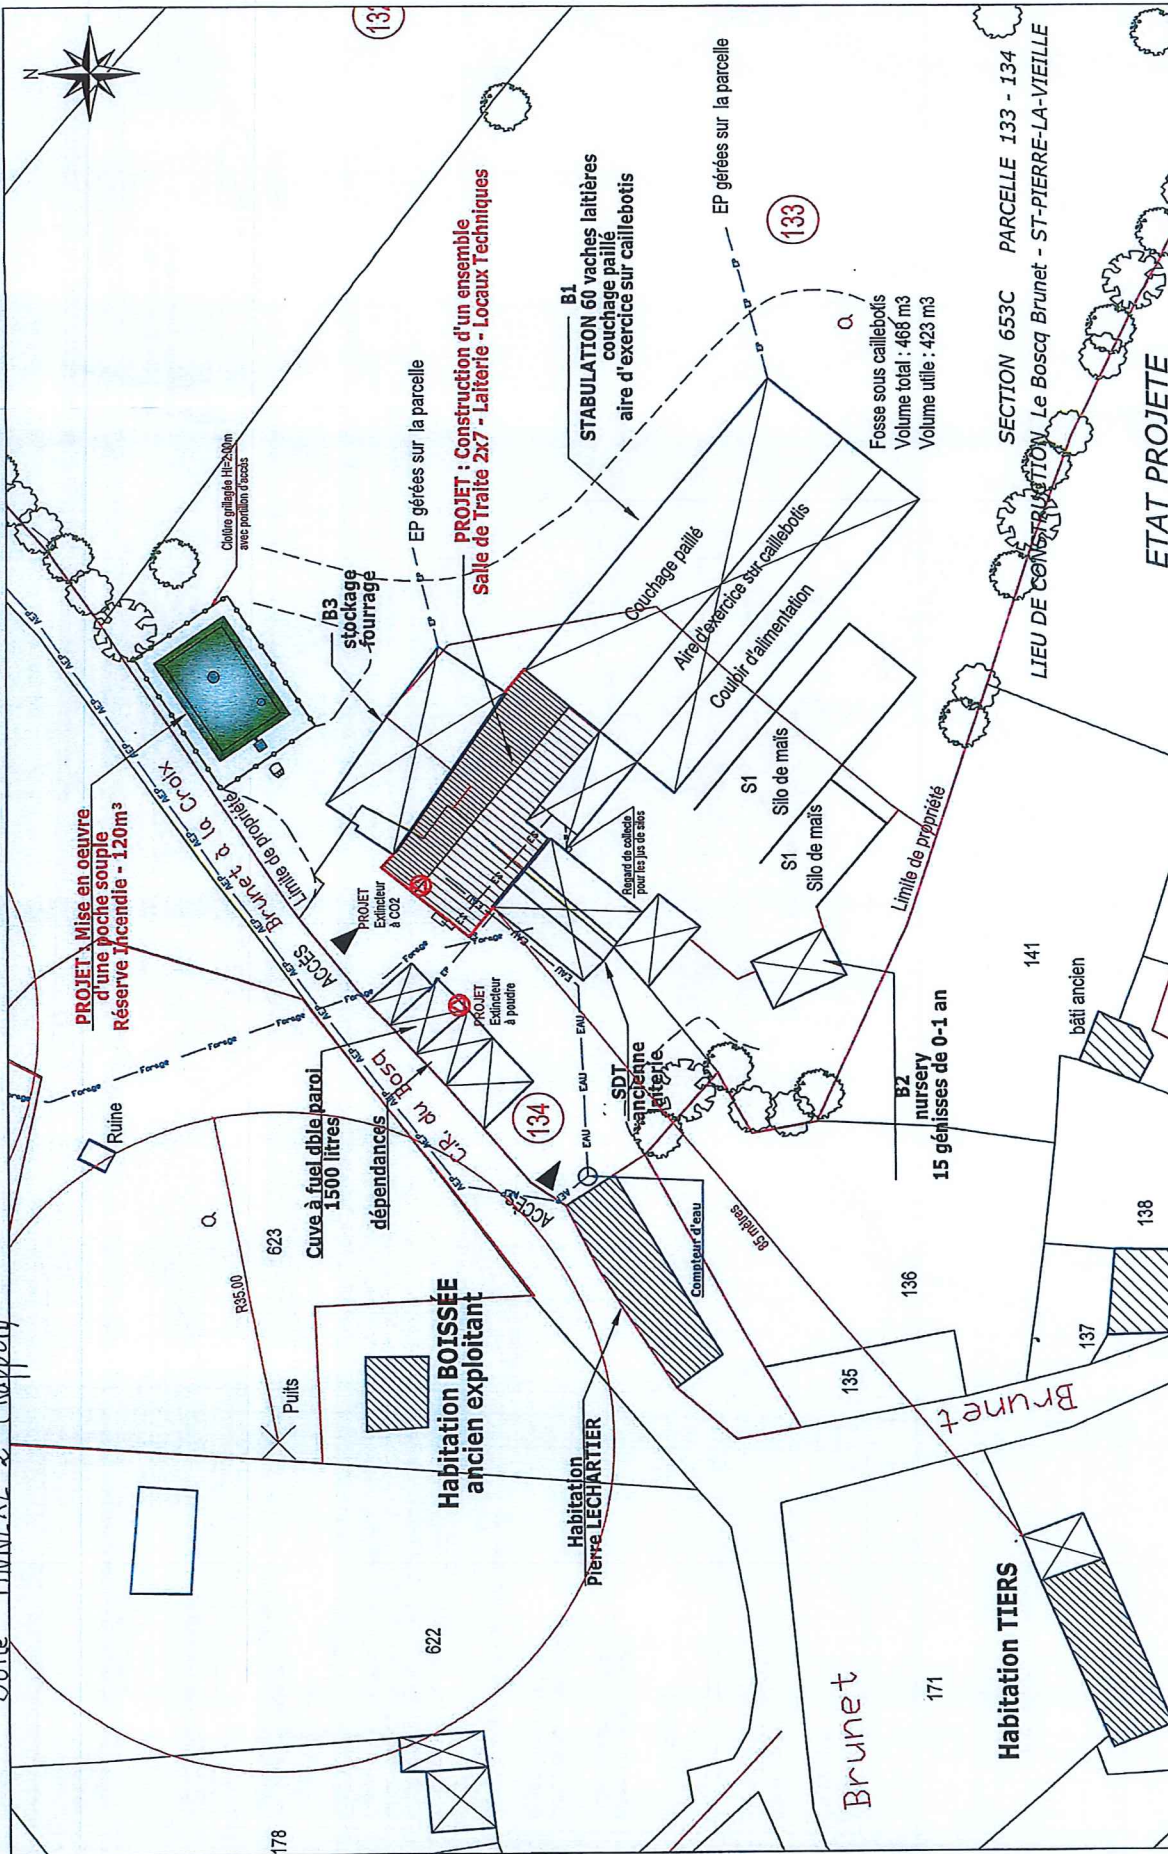 N
132
PROJET : Mise en oeuvre
d'une poche souple
Réserve Incendie - 120m³
Clôture grillagée Ht=2.00m
avec portillon d'accès
EP gérées sur la parcelle
B3
stockage
fourrage
PROJET : Construction d'un ensemble
Salle de Traite 2x7 - Laiterie - Locaux Techniques
B1
STABULATION 60 vaches laitières
couchage paillé
aire d'exercice sur caillebotis
EP gérées sur la parcelle
133
a
Fosse sous caillebotis
Volume total : 468 m3
Volume utile : 423 m3
SECTION 653C PARCELLE 133 - 134
LIEU DE CONSTRUCTION Le Boscq Brunet - ST-PIERRE-LA-VIEILLE
ETAT PROJETE
Couchage paillé
Aire d'exercice sur caillebotis
Couloir d'alimentation
S1
Silo de maïs
S1
Silo de maïs
Regard de collecte
pour les jus de silos
Limite de propriété
Limite de propriété
C.R. du Bosq Brunet à la Croix
ACCÈS
ACCÈS
AEP
Forage
EAU
EP
PROJET
Extincteur
à CO2
PROJET
Extincteur
à poudre
Ruine
Cuve à fuel dble paroi
1500 litres
dépendances
134
SDT
ancienne
laiterie
B2
nursery
15 génisses de 0-1 an
141
bâti ancien
a
623
R35.00
Puits
Habitation BOISSÉE
ancien exploitant
Compteur d'eau
85 mètres
136
138
137
135
Brunet
Habitation
Pierre LECHARTIER
622
178
Brunet
171
Habitation TIERS